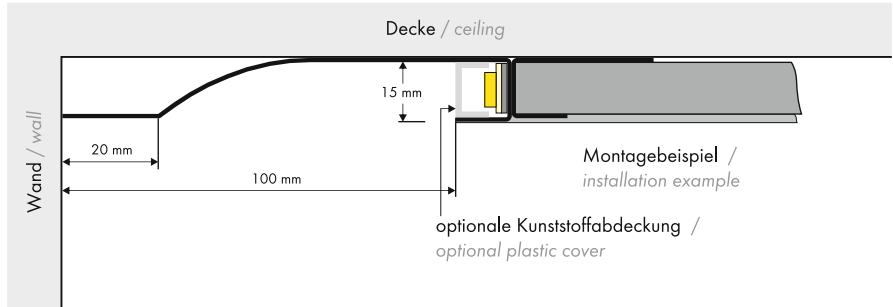 Decke / ceiling
Wand / wall
15 mm
20 mm
100 mm
Montagebeispiel /
installation example
optionale Kunststoffabdeckung /
optional plastic cover